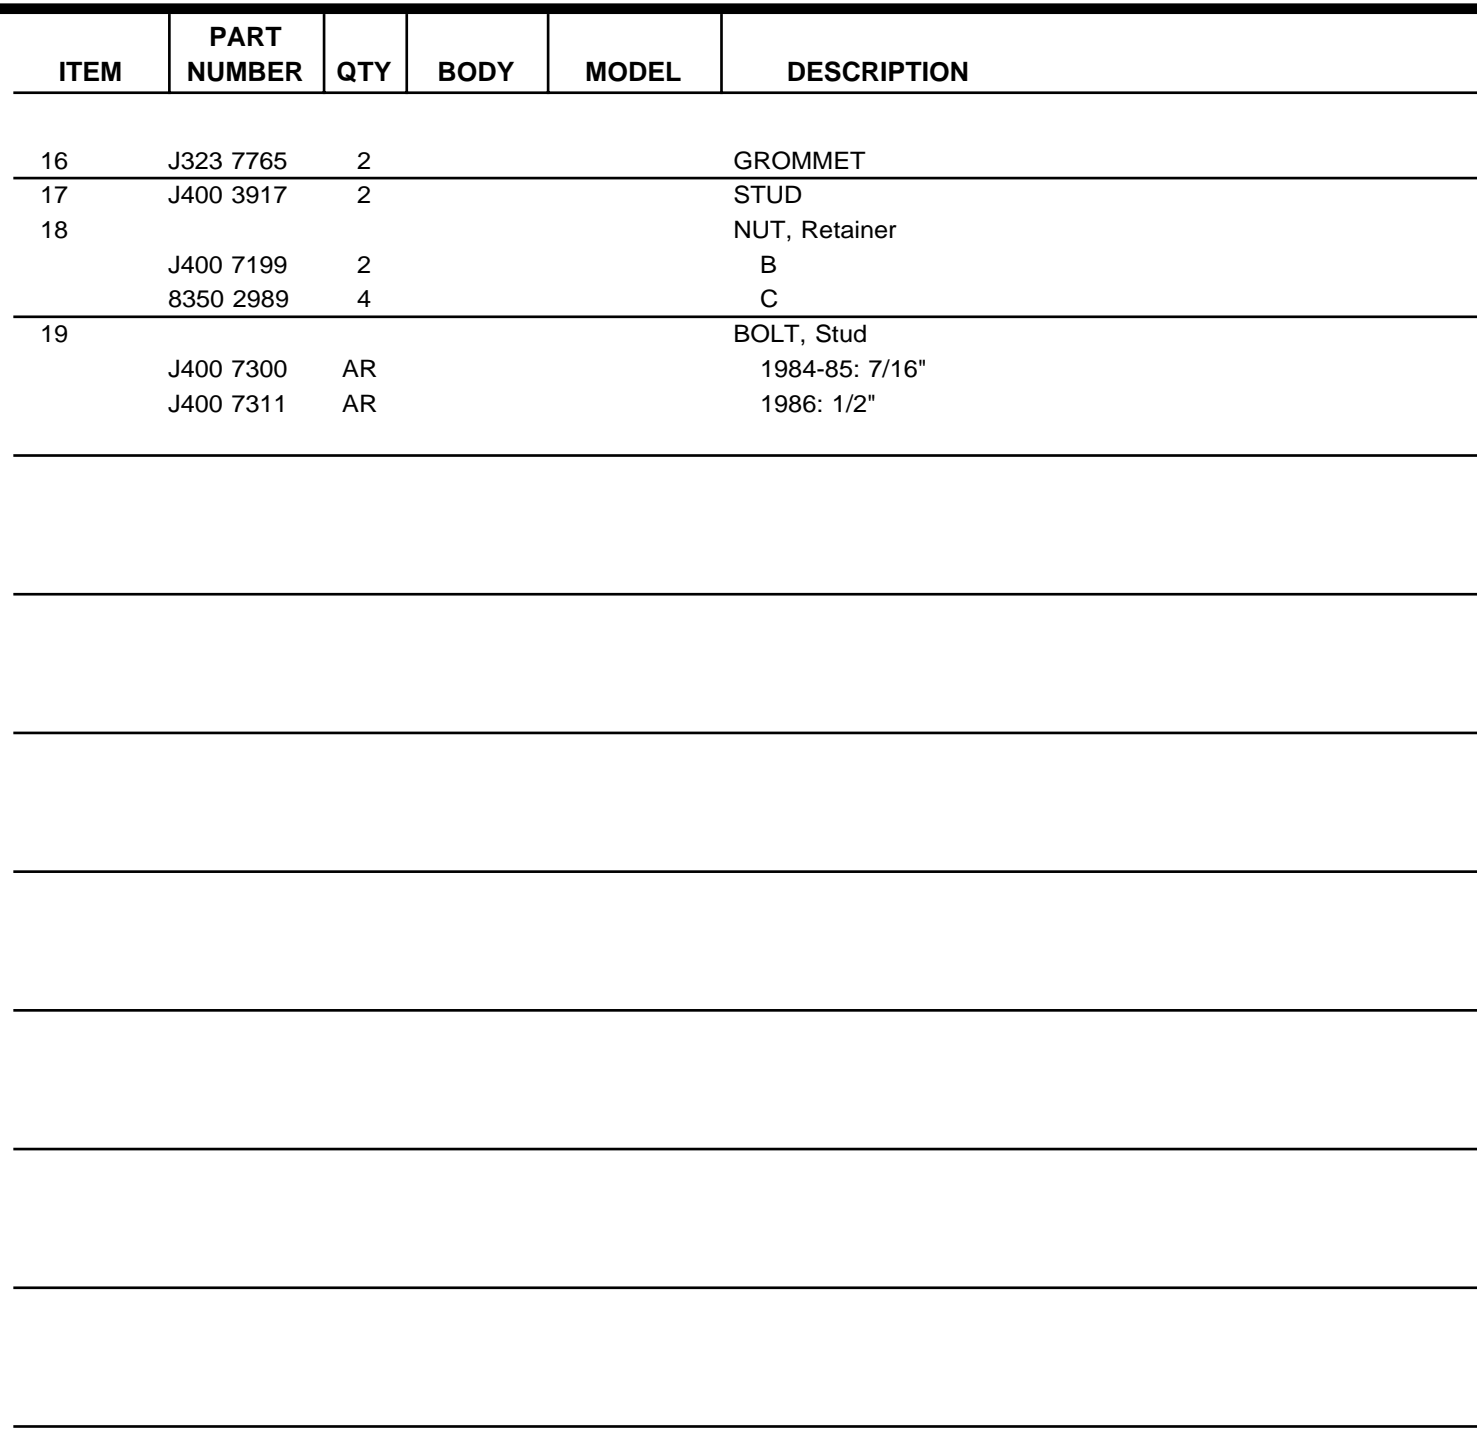 PART
ITEM NUMBER QTY BODY MODEL DESCRIPTION
16 J323 7765 2 GROMMET
17 J400 3917 2 STUD
18 NUT, Retainer
J400 7199 2 B
8350 2989 4 C
19 BOLT, Stud
J400 7300 AR 1984-85: 7/16"
J400 7311 AR 1986: 1/2"